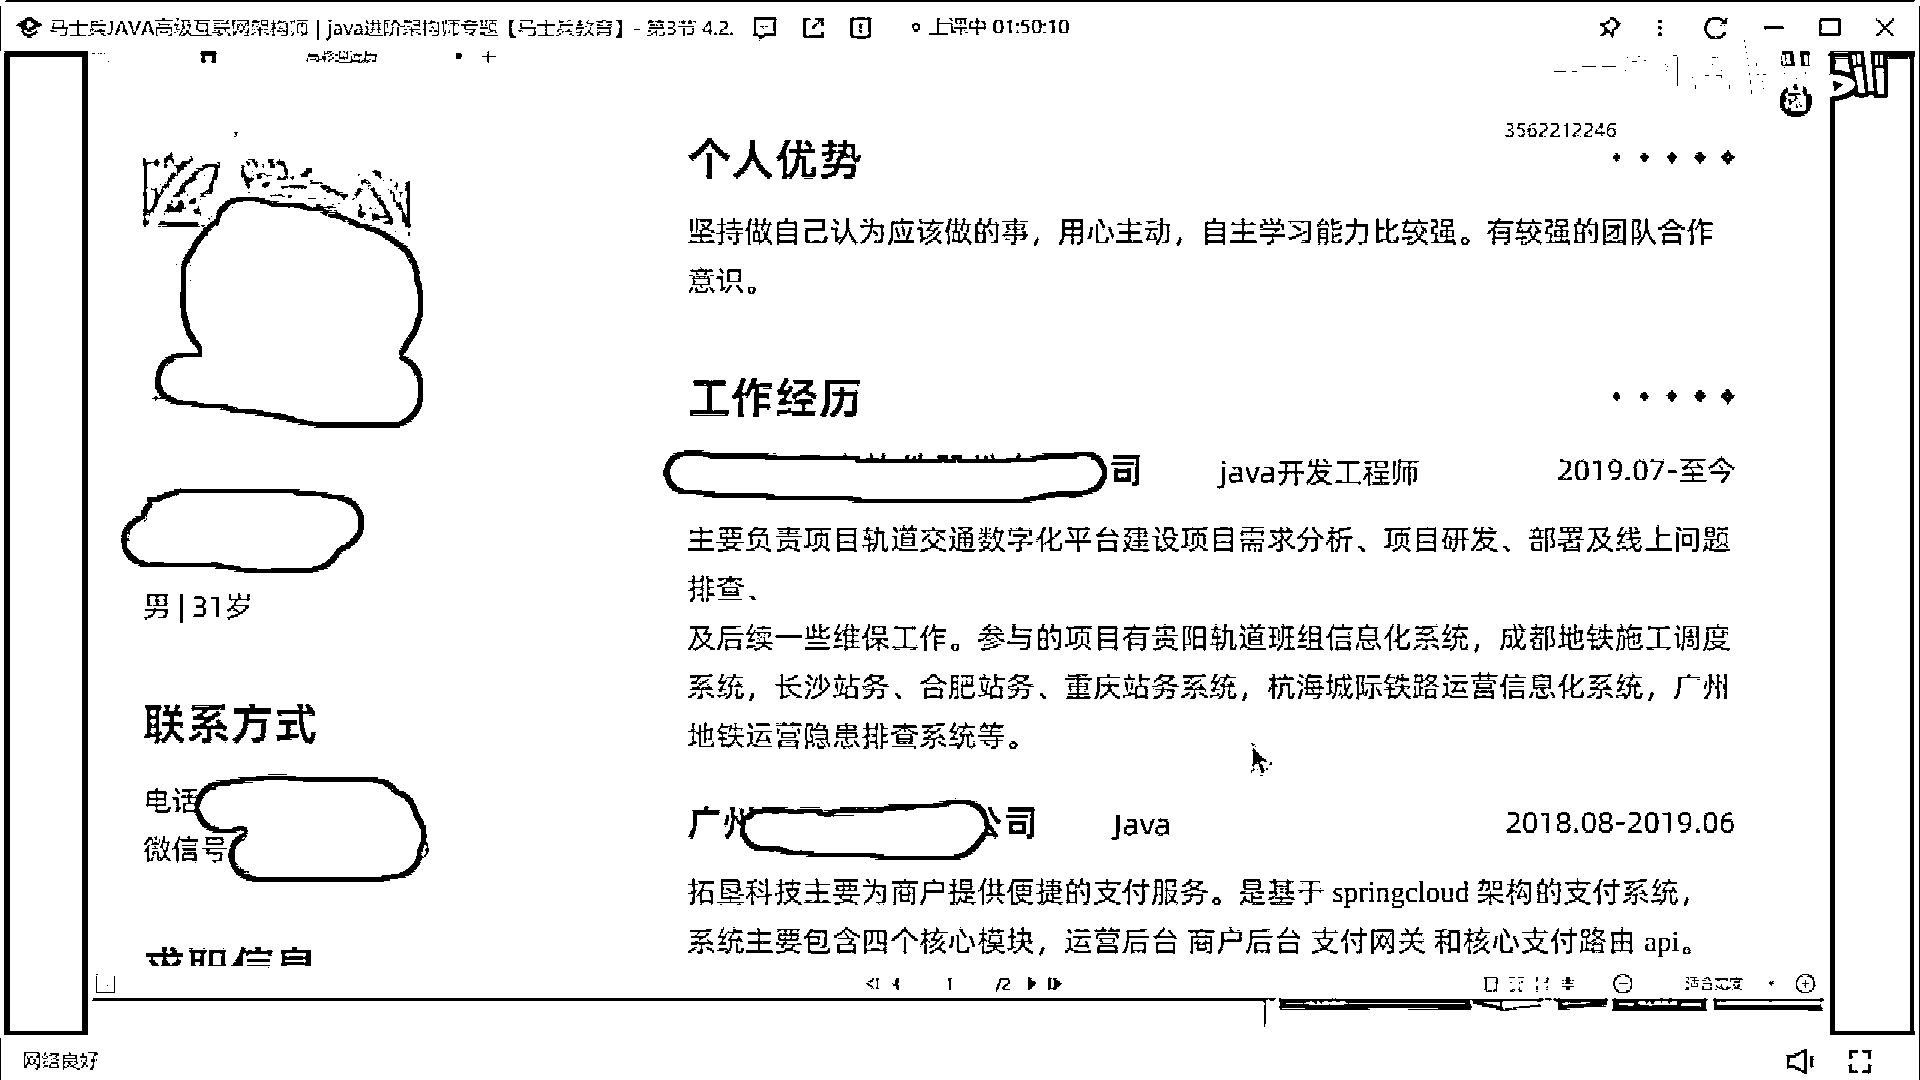 马士兵JAVA高级互联网架构师 | java进阶架构师专题【马士兵教育】- 第3节 4.2.
上课中 01:50:10
3562212246
个人优势
坚持做自己认为应该做的事，用心主动，自主学习能力比较强。有较强的团队合作
意识。
工作经历
司 java开发工程师 2019.07-至今
主要负责项目轨道交通数字化平台建设项目需求分析、项目研发、部署及线上问题
排查、
及后续一些维保工作。参与的项目有贵阳轨道班组信息化系统，成都地铁施工调度
系统，长沙站务、合肥站务、重庆站务系统，杭海城际铁路运营信息化系统，广州
地铁运营隐患排查系统等。
广州 公司 Java 2018.08-2019.06
拓垦科技主要为商户提供便捷的支付服务。是基于 springcloud 架构的支付系统，
系统主要包含四个核心模块，运营后台 商户后台 支付网关 和核心支付路由 api。
男 | 31岁
联系方式
电话
微信号
求职信息
1 /2
适合宽度
网络良好